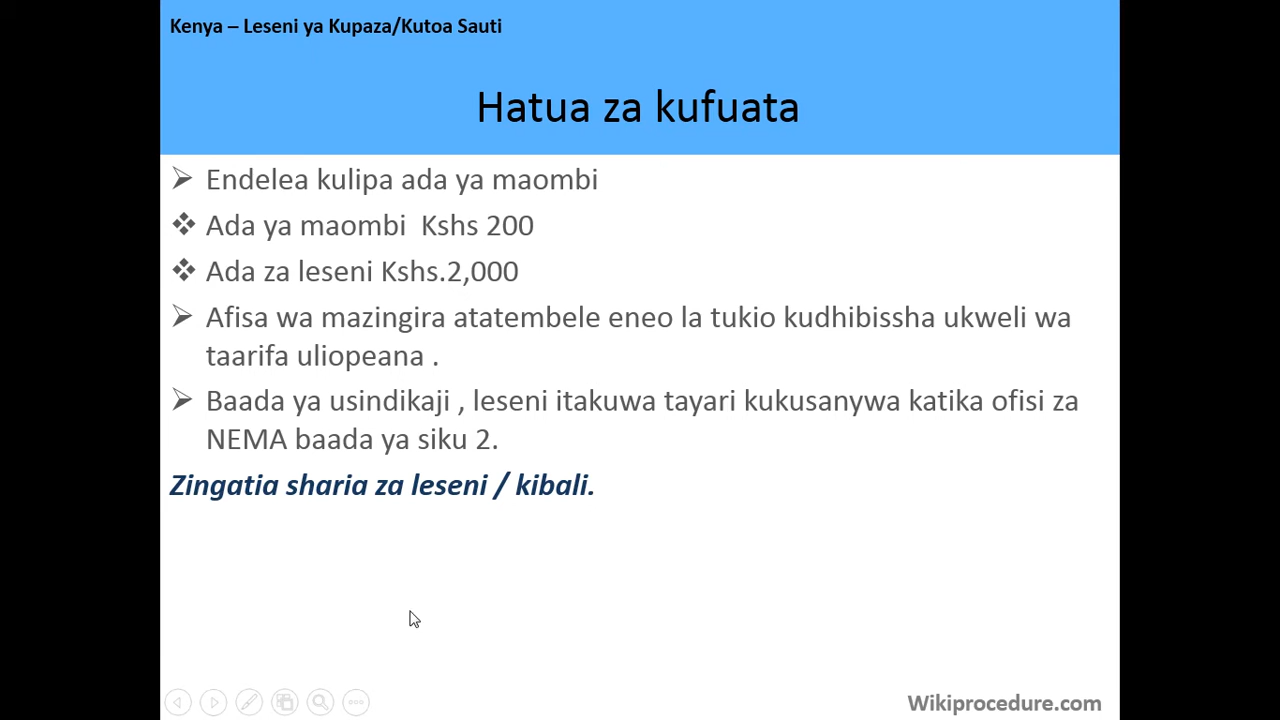 Kenya – Leseni ya Kupaza/Kutoa Sauti
Hatua za kufuata
Endelea kulipa ada ya maombi
Ada ya maombi Kshs 200
Ada za leseni Kshs.2,000
Afisa wa mazingira atatembele eneo la tukio kudhibissha ukweli wa
taarifa uliopeana .
Baada ya usindikaji , leseni itakuwa tayari kukusanywa katika ofisi za
NEMA baada ya siku 2.
Zingatia sharia za leseni / kibali.
Wikiprocedure.com